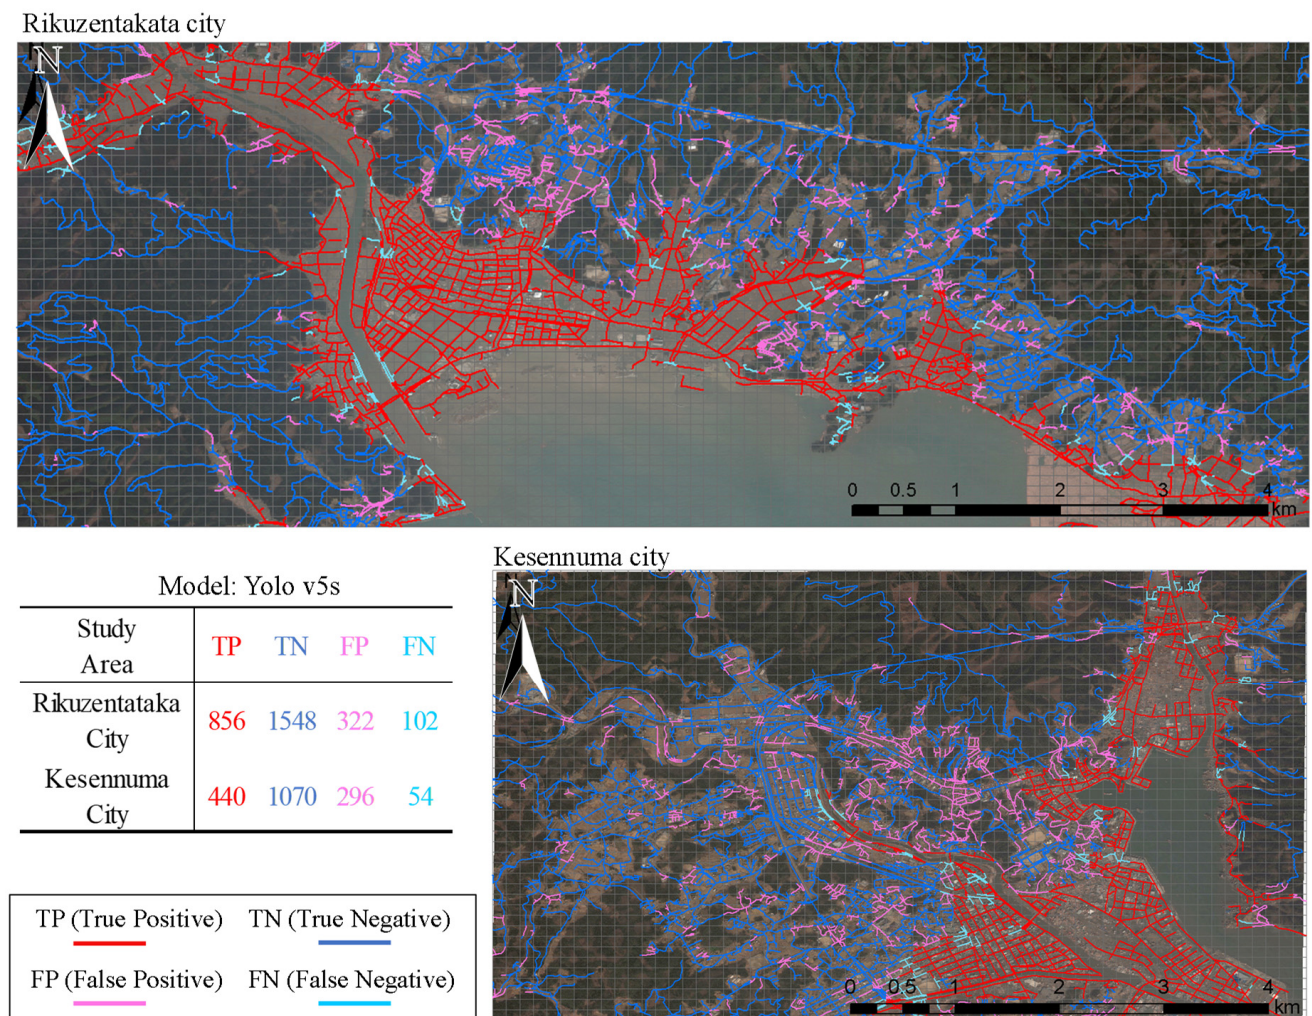 Rikuzentakata city
N
0 0.5 1 2 3 4
km
Kesennuma city
N
Model: Yolo v5s
Study
Area
TP TN FP FN
Rikuzentataka
City
856 1548 322 102
Kesennuma
City
440 1070 296 54
TP (True Positive) TN (True Negative)
FP (False Positive) FN (False Negative)
0 0.5 1 2 3 4
km